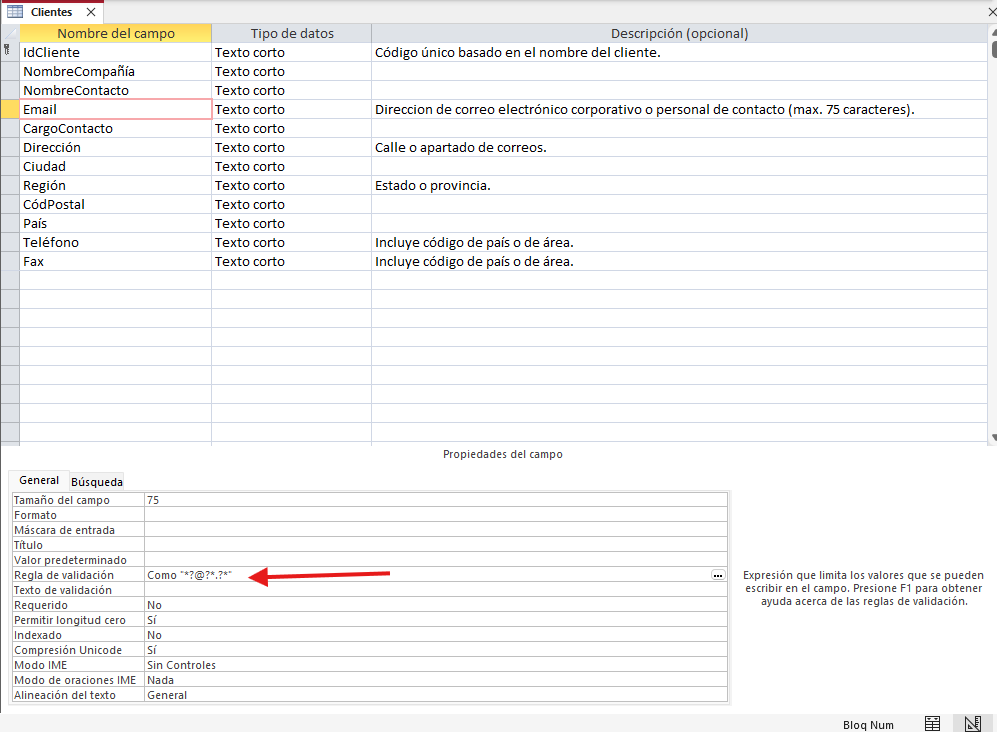 Clientes
Nombre del campo Tipo de datos Descripción (opcional)
IdCliente Texto corto Código único basado en el nombre del cliente.
NombreCompañía Texto corto
NombreContacto Texto corto
Email Texto corto Direccion de correo electrónico corporativo o personal de contacto (max. 75 caracteres).
CargoContacto Texto corto
Dirección Texto corto Calle o apartado de correos.
Ciudad Texto corto
Región Texto corto Estado o provincia.
CódPostal Texto corto
País Texto corto
Teléfono Texto corto Incluye código de país o de área.
Fax Texto corto Incluye código de país o de área.
Propiedades del campo
General Búsqueda
Tamaño del campo 75
Formato
Máscara de entrada
Título
Valor predeterminado
Regla de validación Como "*?@?*.?*"
Texto de validación
Requerido No
Permitir longitud cero Sí
Indexado No
Compresión Unicode Sí
Modo IME Sin Controles
Modo de oraciones IME Nada
Alineación del texto General
Expresión que limita los valores que se pueden
escribir en el campo. Presione F1 para obtener
ayuda acerca de las reglas de validación.
Bloq Num